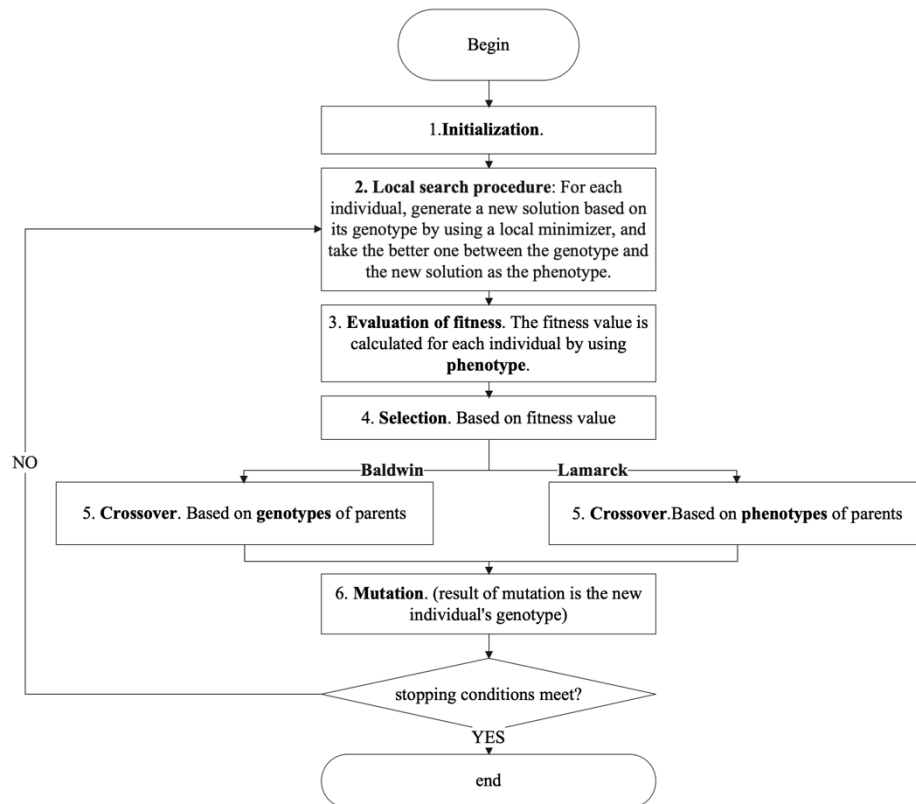 Begin
1.Initialization.
2. Local search procedure: For each
individual, generate a new solution based on
its genotype by using a local minimizer, and
take the better one between the genotype and
the new solution as the phenotype.
3. Evaluation of fitness. The fitness value is
calculated for each individual by using
phenotype.
4. Selection. Based on fitness value
NO
Baldwin
Lamarck
5. Crossover. Based on genotypes of parents
5. Crossover.Based on phenotypes of parents
6. Mutation. (result of mutation is the new
individual's genotype)
stopping conditions meet?
YES
end